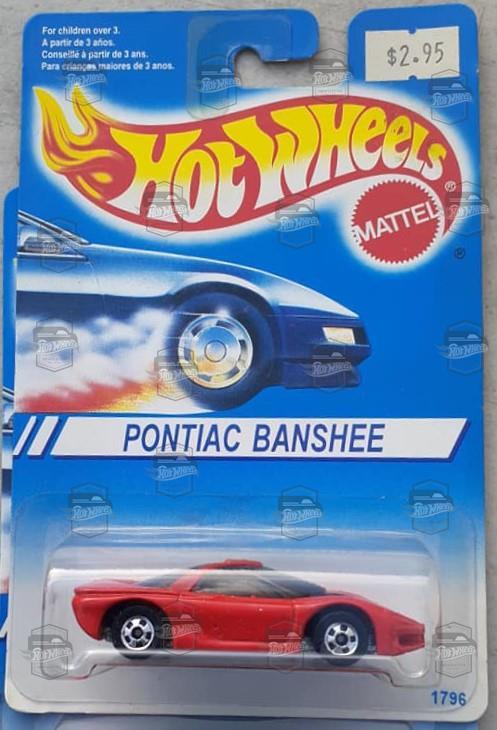 For children over 3.
A partir de 3 años.
Conseillé à partir de 3 ans.
Para crianças maiores de 3 anos.
$2.95
HOT WHEELS
®
MATTEL
®
PONTIAC BANSHEE
1796